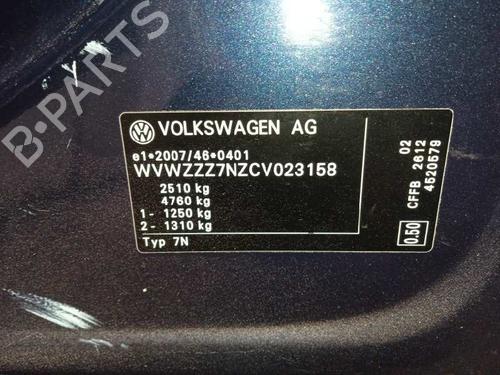 B-PARTS
VOLKSWAGEN AG
e1*2007/46*0401
WVWZZZ7NZCV023158
2510 kg
4760 kg
1- 1250 kg
2- 1310 kg
Typ 7N
02
CFFB 2612
4520579
0.50